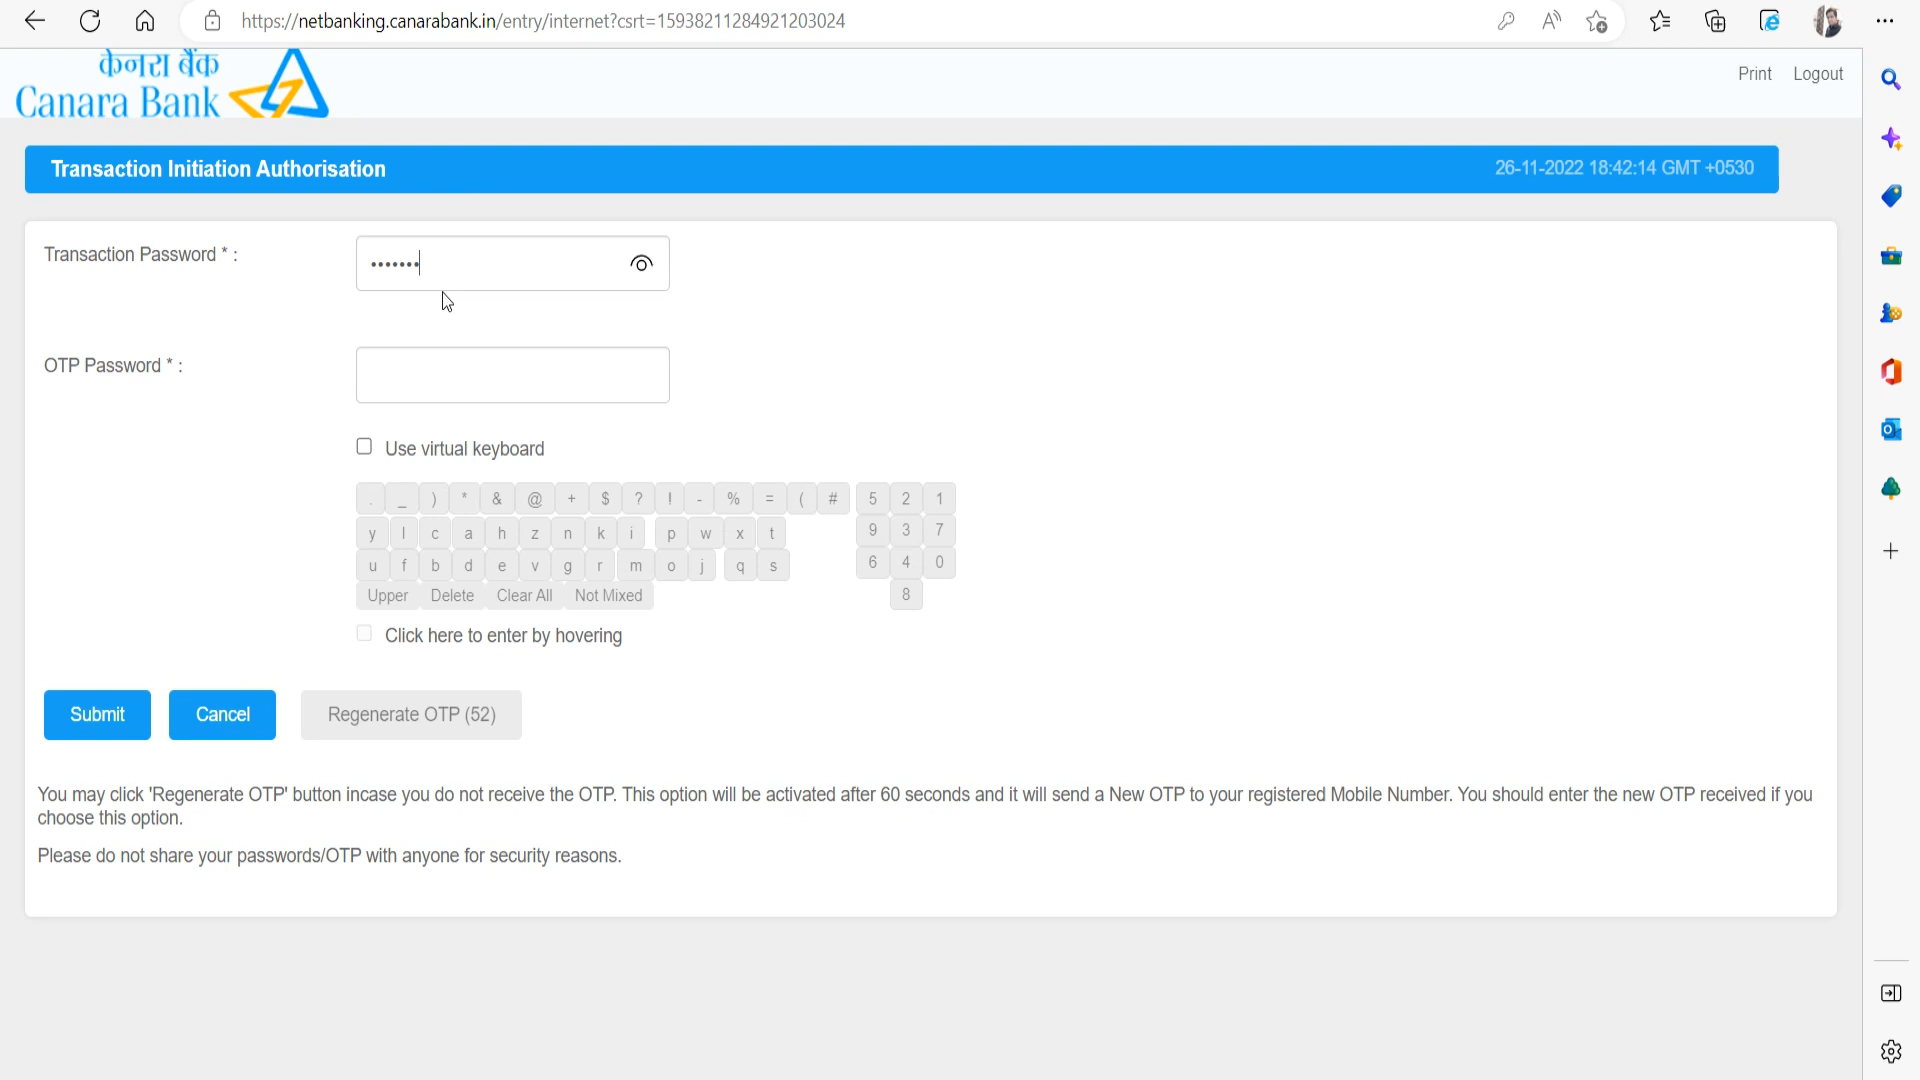 https://netbanking.canarabank.in/entry/internet?csrt=15938211284921203024
केनरा बैंक
Canara Bank
Print Logout
Transaction Initiation Authorisation 26-11-2022 18:42:14 GMT +0530
Transaction Password * : •••••••
OTP Password * :
Use virtual keyboard
. _ ) * & @ + $ ? ! - % = ( # 5 2 1
y l c a h z n k i p w x t 9 3 7
u f b d e v g r m o j q s 6 4 0
Upper Delete Clear All Not Mixed 8
Click here to enter by hovering
Submit Cancel Regenerate OTP (52)
You may click 'Regenerate OTP' button incase you do not receive the OTP. This option will be activated after 60 seconds and it will send a New OTP to your registered Mobile Number. You should enter the new OTP received if you
choose this option.
Please do not share your passwords/OTP with anyone for security reasons.